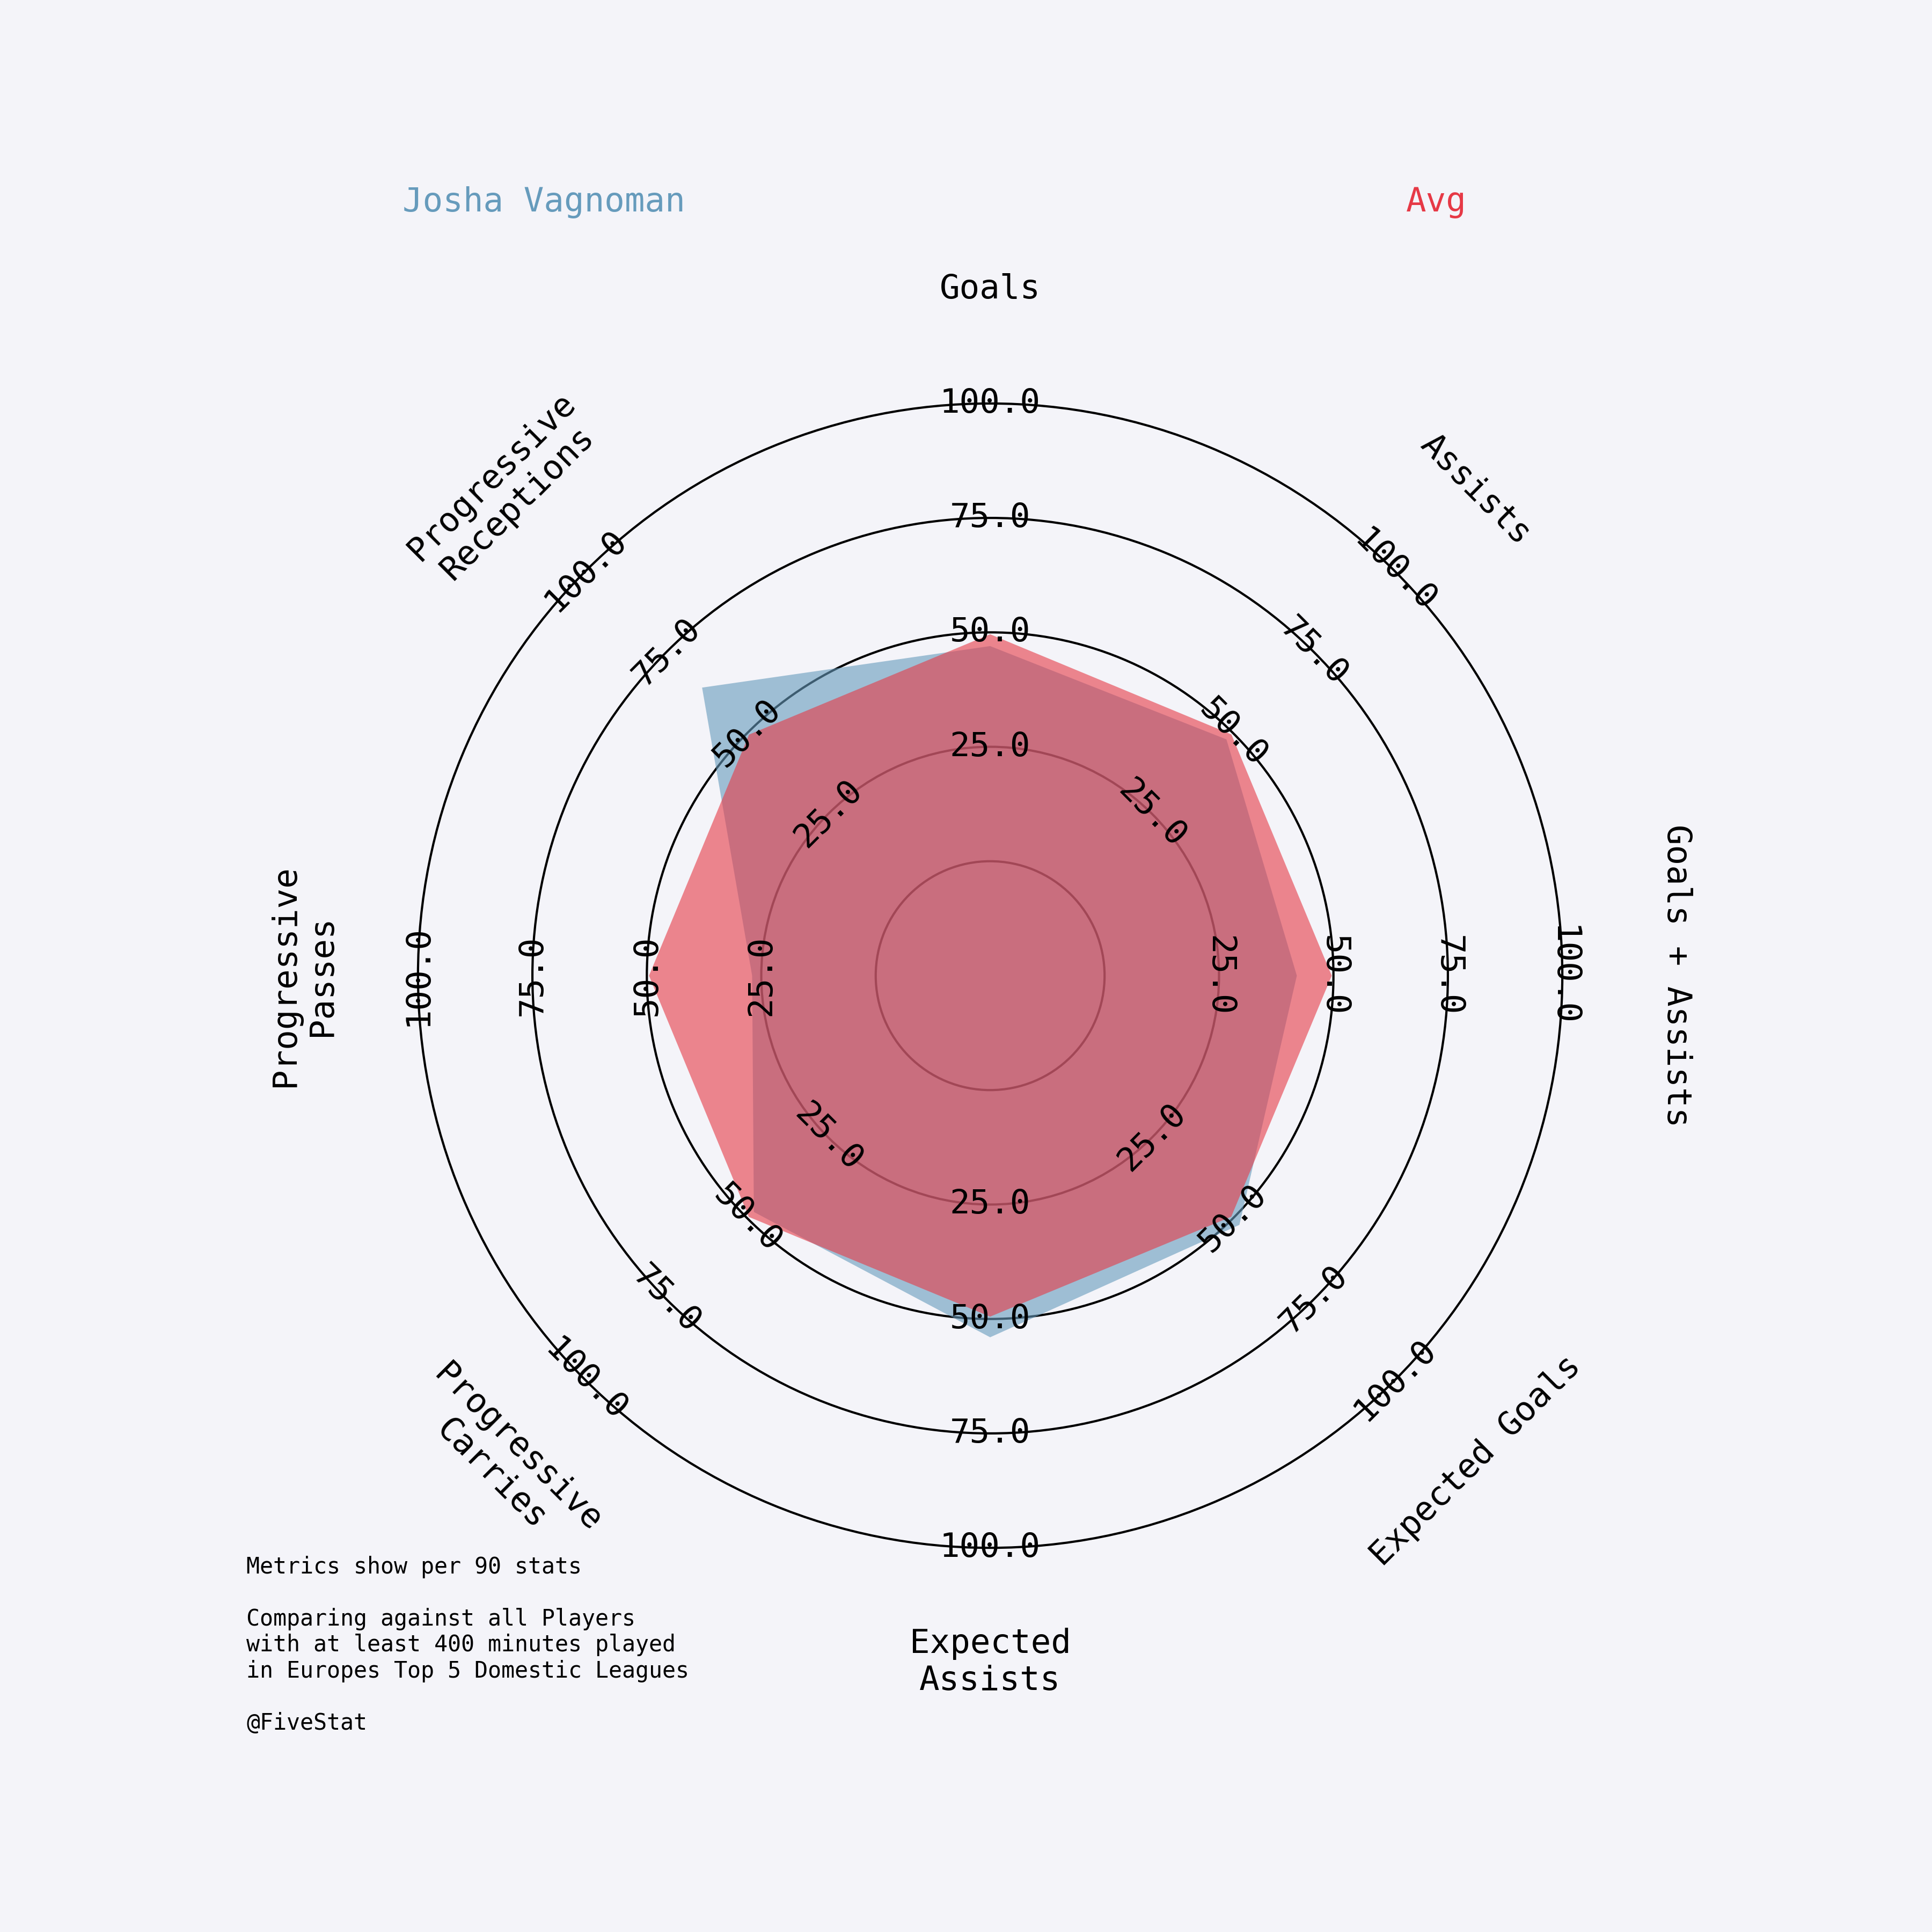 Josha Vagnoman
Avg
Goals
Assists
Goals + Assists
Expected Goals
Expected
Assists
Progressive
Carries
Progressive
Passes
Progressive
Receptions
25.0
50.0
75.0
100.0
25.0
50.0
75.0
100.0
25.0
50.0
75.0
100.0
25.0
50.0
75.0
100.0
25.0
50.0
75.0
100.0
25.0
50.0
75.0
100.0
25.0
50.0
75.0
100.0
25.0
50.0
75.0
100.0
Metrics show per 90 stats
Comparing against all Players
with at least 400 minutes played
in Europes Top 5 Domestic Leagues
@FiveStat